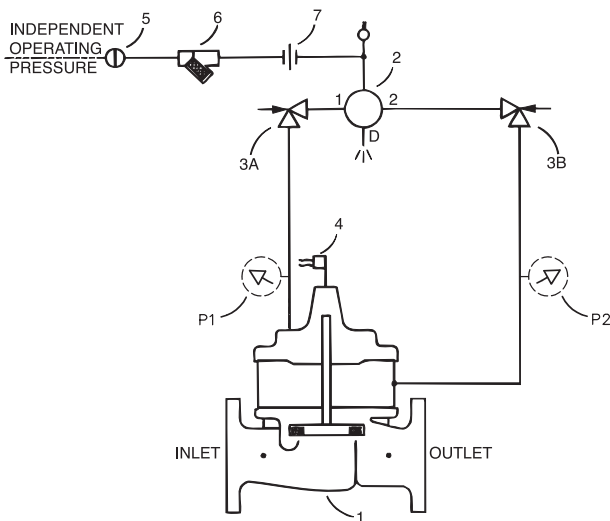 INDEPENDENT
OPERATING
PRESSURE
5
6
7
2
1
2
D
3A
3B
4
P1
P2
INLET
OUTLET
1